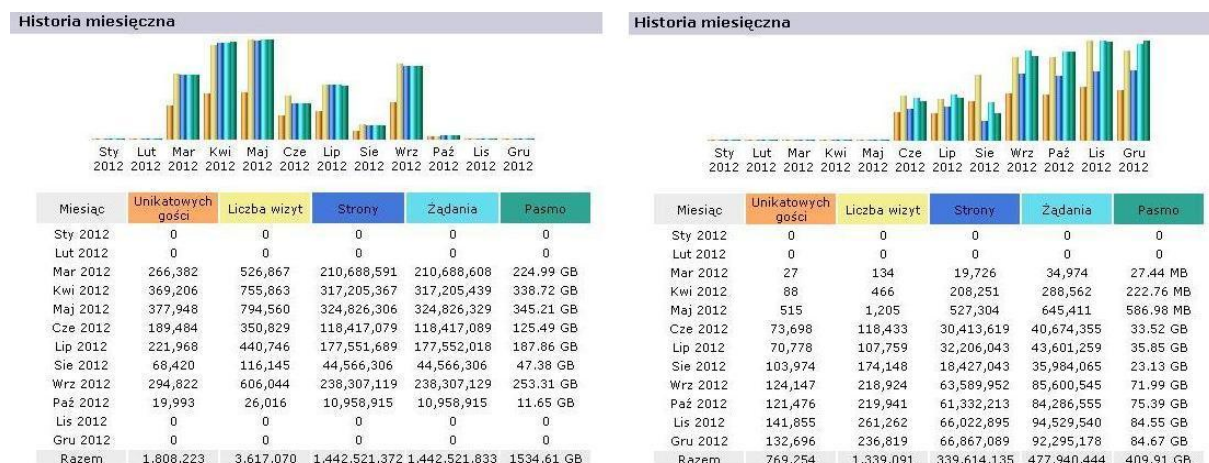 Historia miesięczna
Sty Lut Mar Kwi Maj Cze Lip Sie Wrz Paź Lis Gru
2012 2012 2012 2012 2012 2012 2012 2012 2012 2012 2012 2012
Miesiąc Unikatowych gości Liczba wizyt Strony Żądania Pasmo
Sty 2012 0 0 0 0 0
Lut 2012 0 0 0 0 0
Mar 2012 266,382 526,867 210,688,591 210,688,608 224.99 GB
Kwi 2012 369,206 755,863 317,205,367 317,205,439 338.72 GB
Maj 2012 377,948 794,560 324,826,306 324,826,329 345.21 GB
Cze 2012 189,484 350,829 118,417,079 118,417,089 125.49 GB
Lip 2012 221,968 440,746 177,551,689 177,552,018 187.86 GB
Sie 2012 68,420 116,145 44,566,306 44,566,306 47.38 GB
Wrz 2012 294,822 606,044 238,307,119 238,307,129 253.31 GB
Paź 2012 19,993 26,016 10,958,915 10,958,915 11.65 GB
Lis 2012 0 0 0 0 0
Gru 2012 0 0 0 0 0
Razem 1,808,223 3,617,070 1,442,521,372 1,442,521,833 1534.61 GB
Historia miesięczna
Sty Lut Mar Kwi Maj Cze Lip Sie Wrz Paź Lis Gru
2012 2012 2012 2012 2012 2012 2012 2012 2012 2012 2012 2012
Miesiąc Unikatowych gości Liczba wizyt Strony Żądania Pasmo
Sty 2012 0 0 0 0 0
Lut 2012 0 0 0 0 0
Mar 2012 27 134 19,726 34,974 27.44 MB
Kwi 2012 88 466 208,251 288,562 222.76 MB
Maj 2012 515 1,205 527,304 645,411 586.98 MB
Cze 2012 73,698 118,433 30,413,619 40,674,355 33.52 GB
Lip 2012 70,778 107,759 32,206,043 43,601,259 35.85 GB
Sie 2012 103,974 174,148 18,427,043 35,984,065 23.13 GB
Wrz 2012 124,147 218,924 63,589,952 85,600,545 71.99 GB
Paź 2012 121,476 219,941 61,332,213 84,286,555 75.39 GB
Lis 2012 141,855 261,262 66,022,895 94,529,540 84.55 GB
Gru 2012 132,696 236,819 66,867,089 92,295,178 84.67 GB
Razem 769,254 1,339,091 339,614,135 477,940,444 409.91 GB